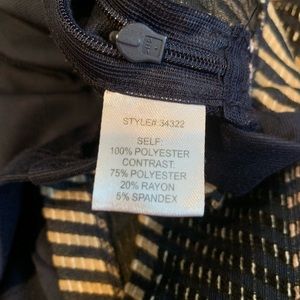 STYLE# 34322
SELF:
100% POLYESTER
CONTRAST:
75% POLYESTER
20% RAYON
5% SPANDEX